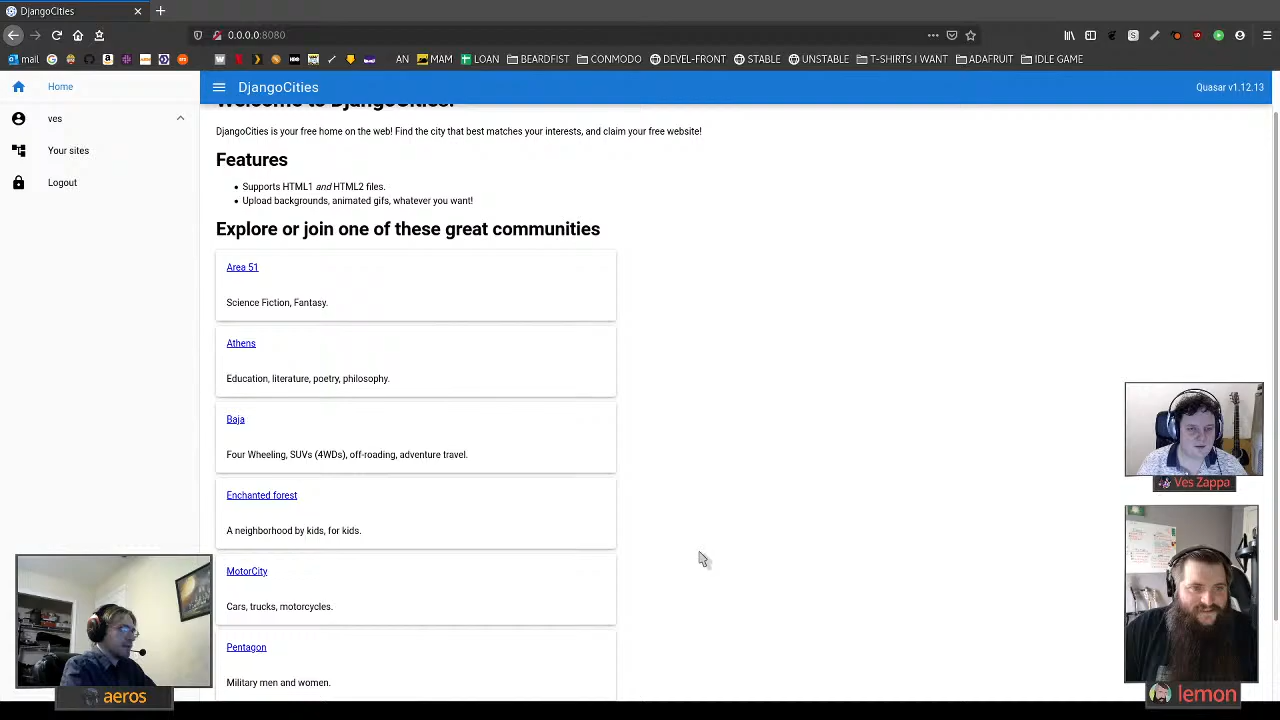 DjangoCities
0.0.0.0:8080
mail
AN
MAM
LOAN
BEARDFIST
CONMODO
DEVEL-FRONT
STABLE
UNSTABLE
T-SHIRTS I WANT
ADAFRUIT
IDLE GAME
Home
ves
Your sites
Logout
DjangoCities
Quasar v1.12.13
Welcome to DjangoCities!
DjangoCities is your free home on the web! Find the city that best matches your interests, and claim your free website!
Features
Supports HTML1 and HTML2 files.
Upload backgrounds, animated gifs, whatever you want!
Explore or join one of these great communities
Area 51
Science Fiction, Fantasy.
Athens
Education, literature, poetry, philosophy.
Baja
Four Wheeling, SUVs (4WDs), off-roading, adventure travel.
Enchanted forest
A neighborhood by kids, for kids.
MotorCity
Cars, trucks, motorcycles.
Pentagon
Military men and women.
Ves Zappa
aeros
lemon